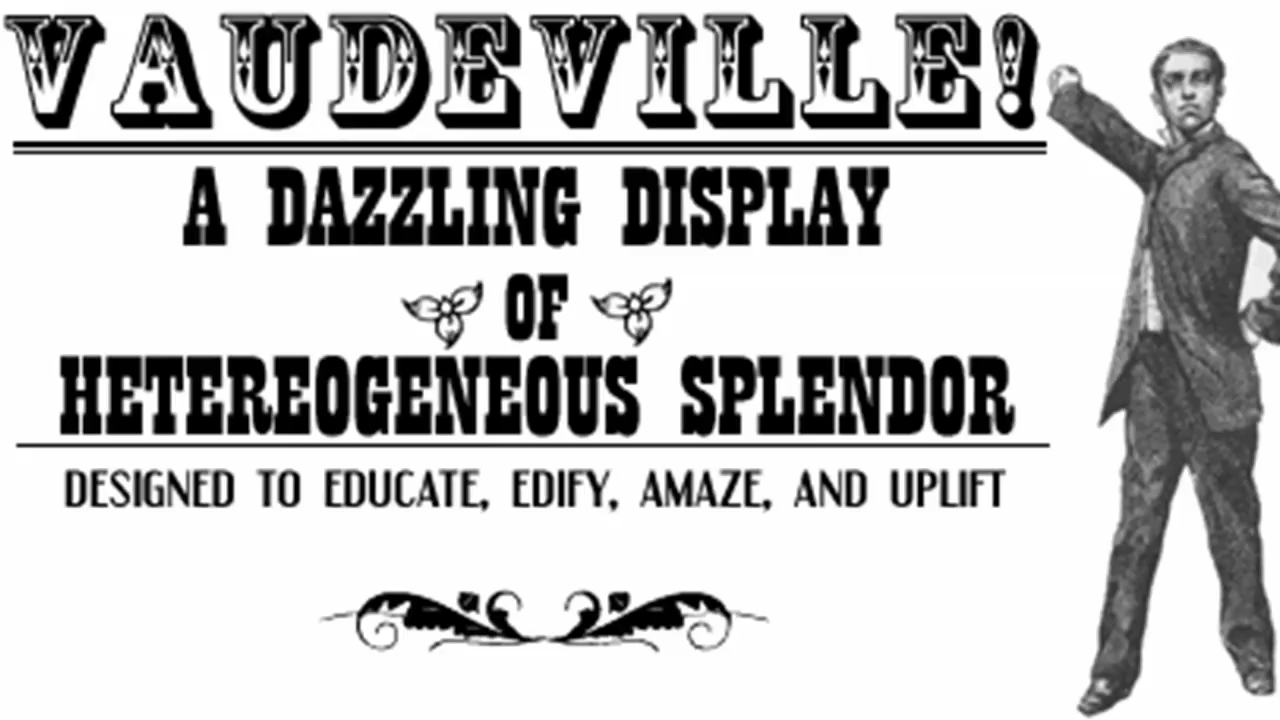 VAUDEVILLE!
A DAZZLING DISPLAY
OF
HETEREOGENEOUS SPLENDOR
DESIGNED TO EDUCATE, EDIFY, AMAZE, AND UPLIFT